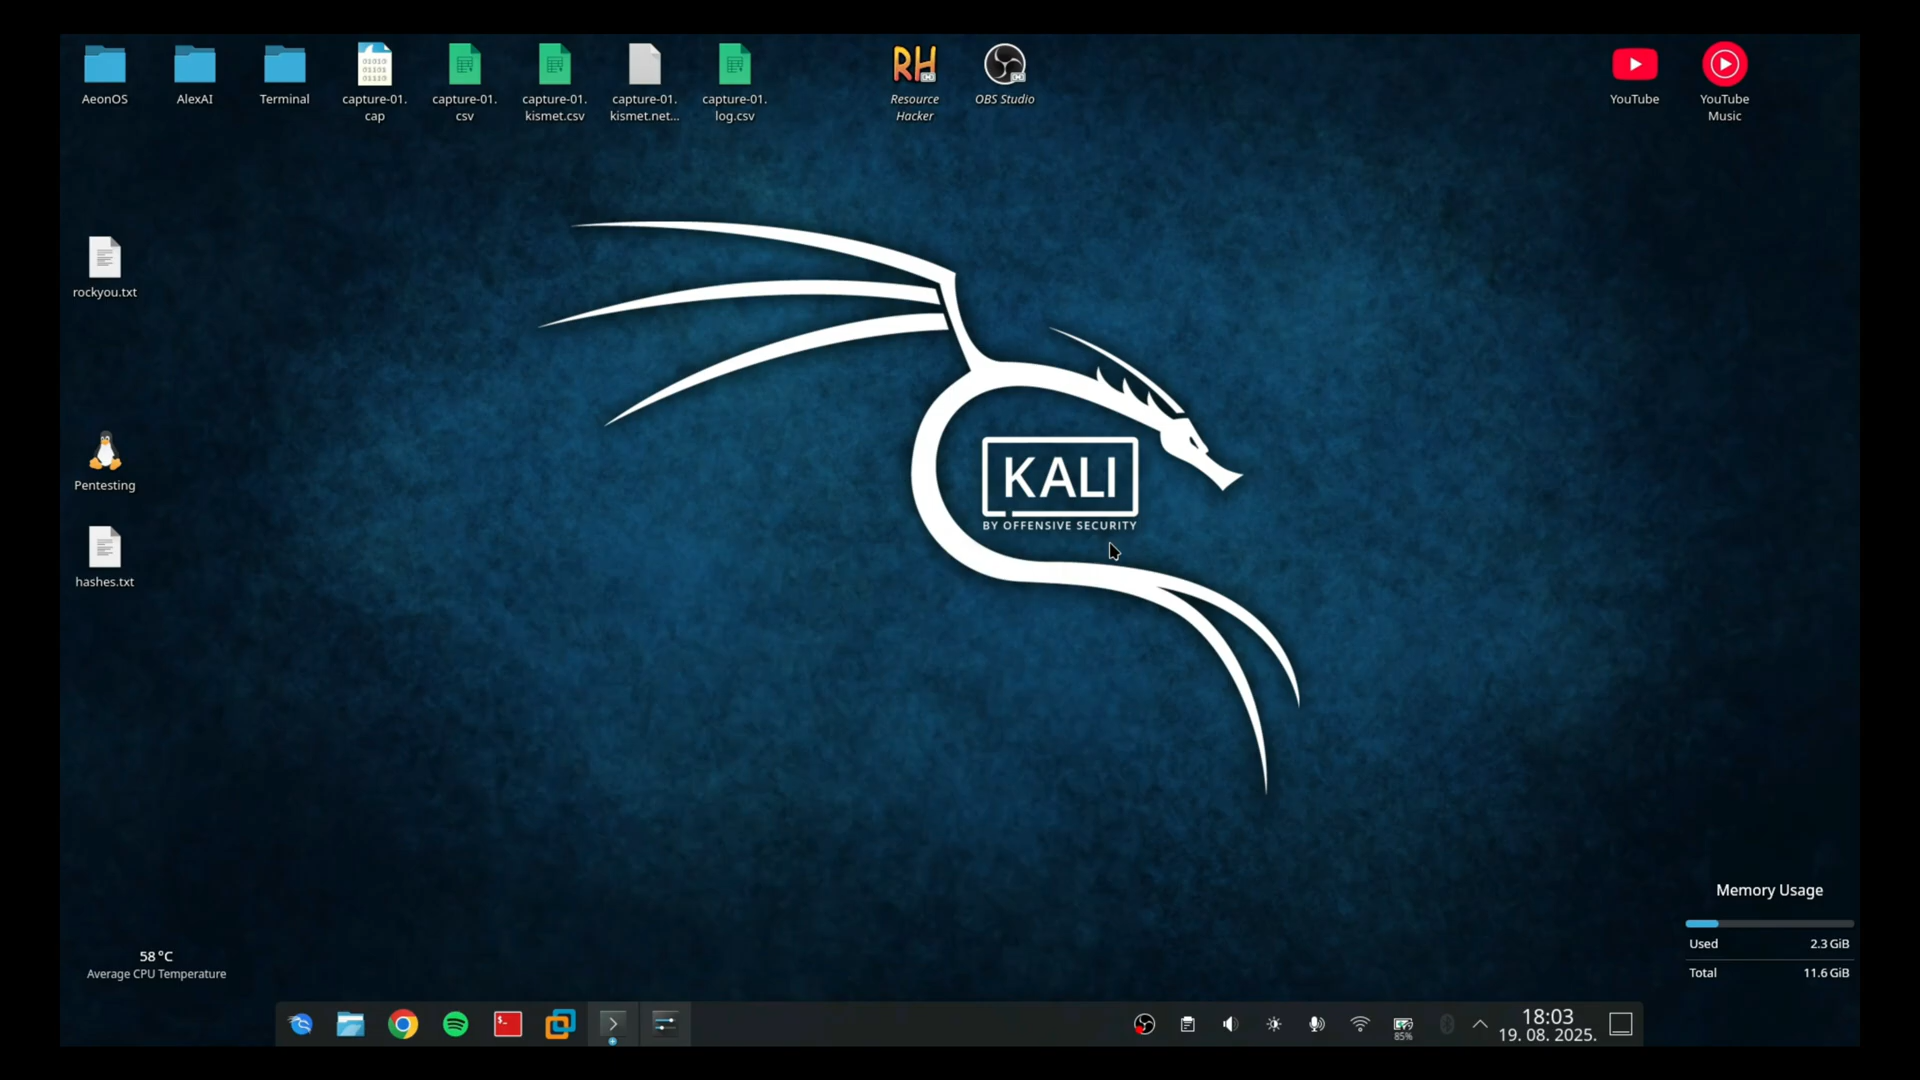 AeonOS
AlexAI
Terminal
capture-01.
cap
capture-01.
csv
capture-01.
kismet.csv
capture-01.
kismet.net...
capture-01.
log.csv
RH
Resource
Hacker
OBS Studio
YouTube
YouTube
Music
rockyou.txt
Pentesting
hashes.txt
KALI
BY OFFENSIVE SECURITY
Memory Usage
Used 2.3 GiB
Total 11.6 GiB
58 °C
Average CPU Temperature
85%
18:03
19. 08. 2025.